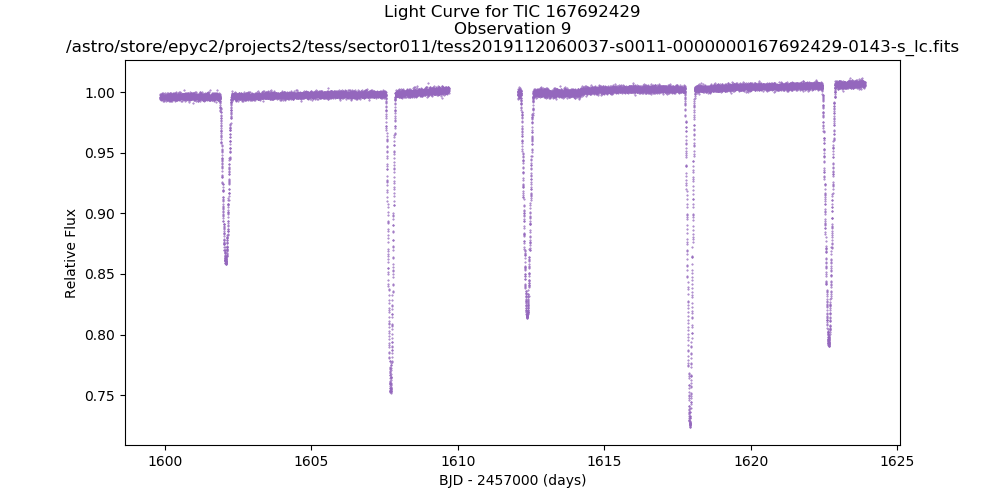 Light Curve for TIC 167692429
Observation 9
/astro/store/epyc2/projects2/tess/sector011/tess2019112060037-s0011-0000000167692429-0143-s_lc.fits
1.00
0.95
0.90
0.85
0.80
0.75
Relative Flux
1600
1605
1610
1615
1620
1625
BJD - 2457000 (days)